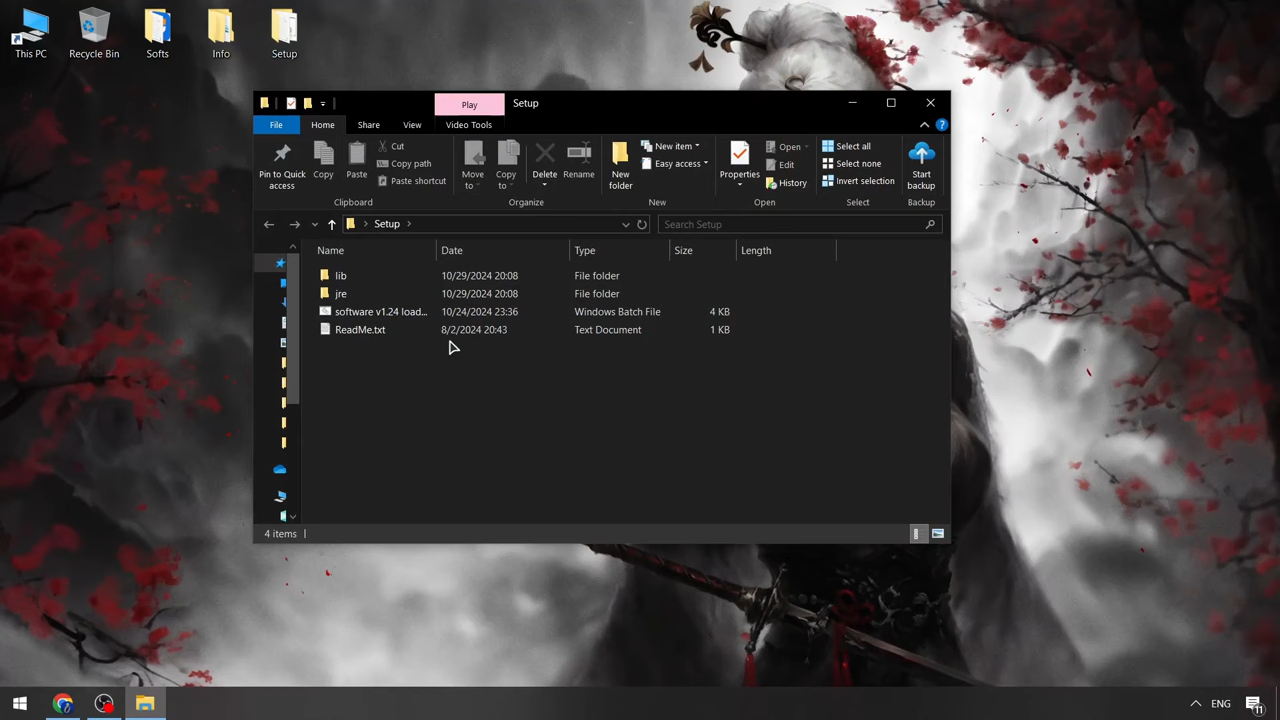 This PC
Recycle Bin
Softs
Info
Setup
Play
Setup
File
Home
Share
View
Video Tools
Pin to Quick access
Copy
Paste
Cut
Copy path
Paste shortcut
Clipboard
Move to
Copy to
Delete
Rename
Organize
New folder
New item
Easy access
New
Properties
Open
Edit
History
Open
Select all
Select none
Invert selection
Select
Start backup
Backup
Setup
Search Setup
Name Date Type Size Length
lib 10/29/2024 20:08 File folder
jre 10/29/2024 20:08 File folder
software v1.24 load... 10/24/2024 23:36 Windows Batch File 4 KB
ReadMe.txt 8/2/2024 20:43 Text Document 1 KB
4 items
ENG
11